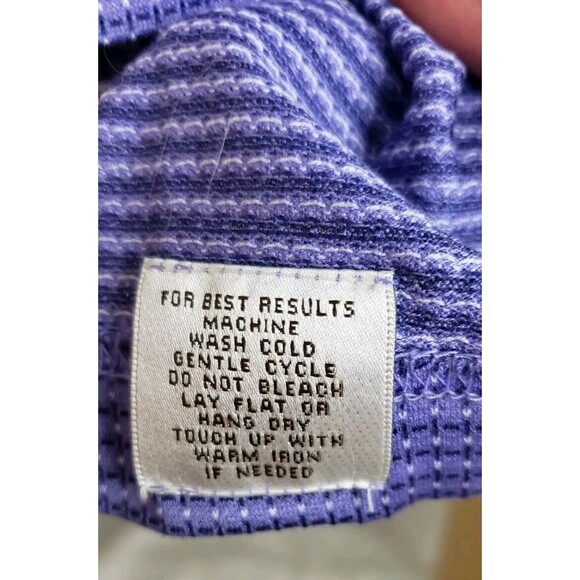 FOR BEST RESULTS
MACHINE
WASH COLD
GENTLE CYCLE
DO NOT BLEACH
LAY FLAT OR
HANG DRY
TOUCH UP WITH
WARM IRON
IF NEEDED